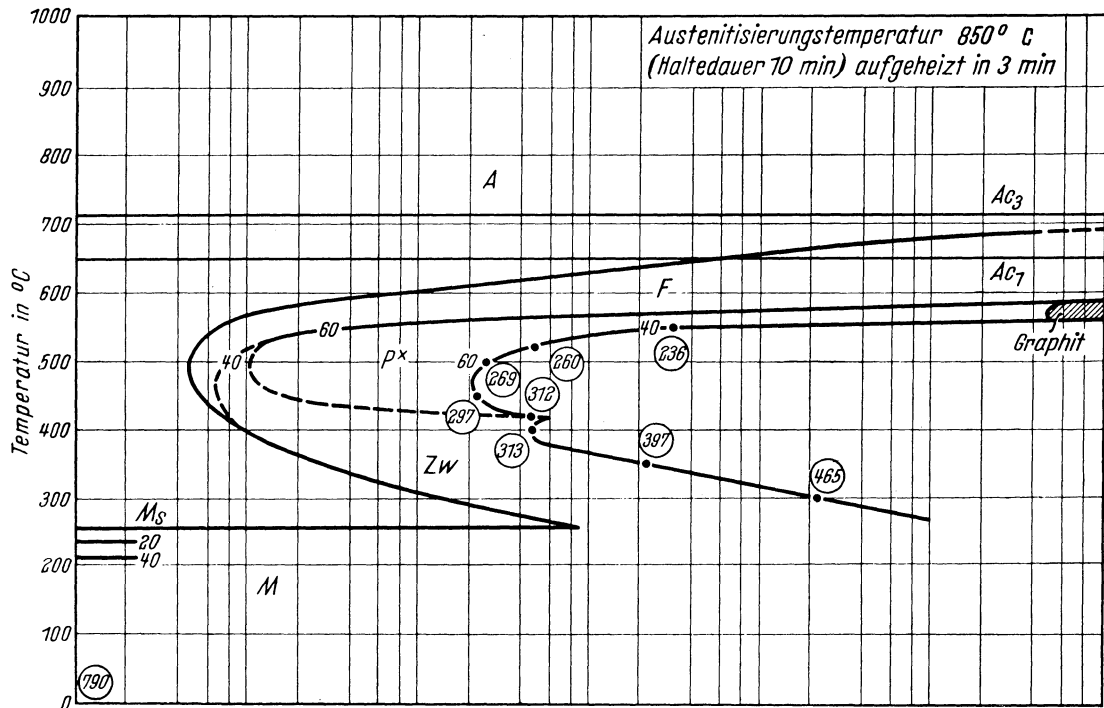 1000
Austenitisierungstemperatur 850° C
(Haltedauer 10 min) aufgeheizt in 3 min
900
800
A
Ac3
700
Temperatur in °C
600
F
Ac1
60
40
Graphit
500
40
p×
60
269
260
236
312
400
297
313
397
Zw
465
300
Ms
20
200
40
M
100
790
0